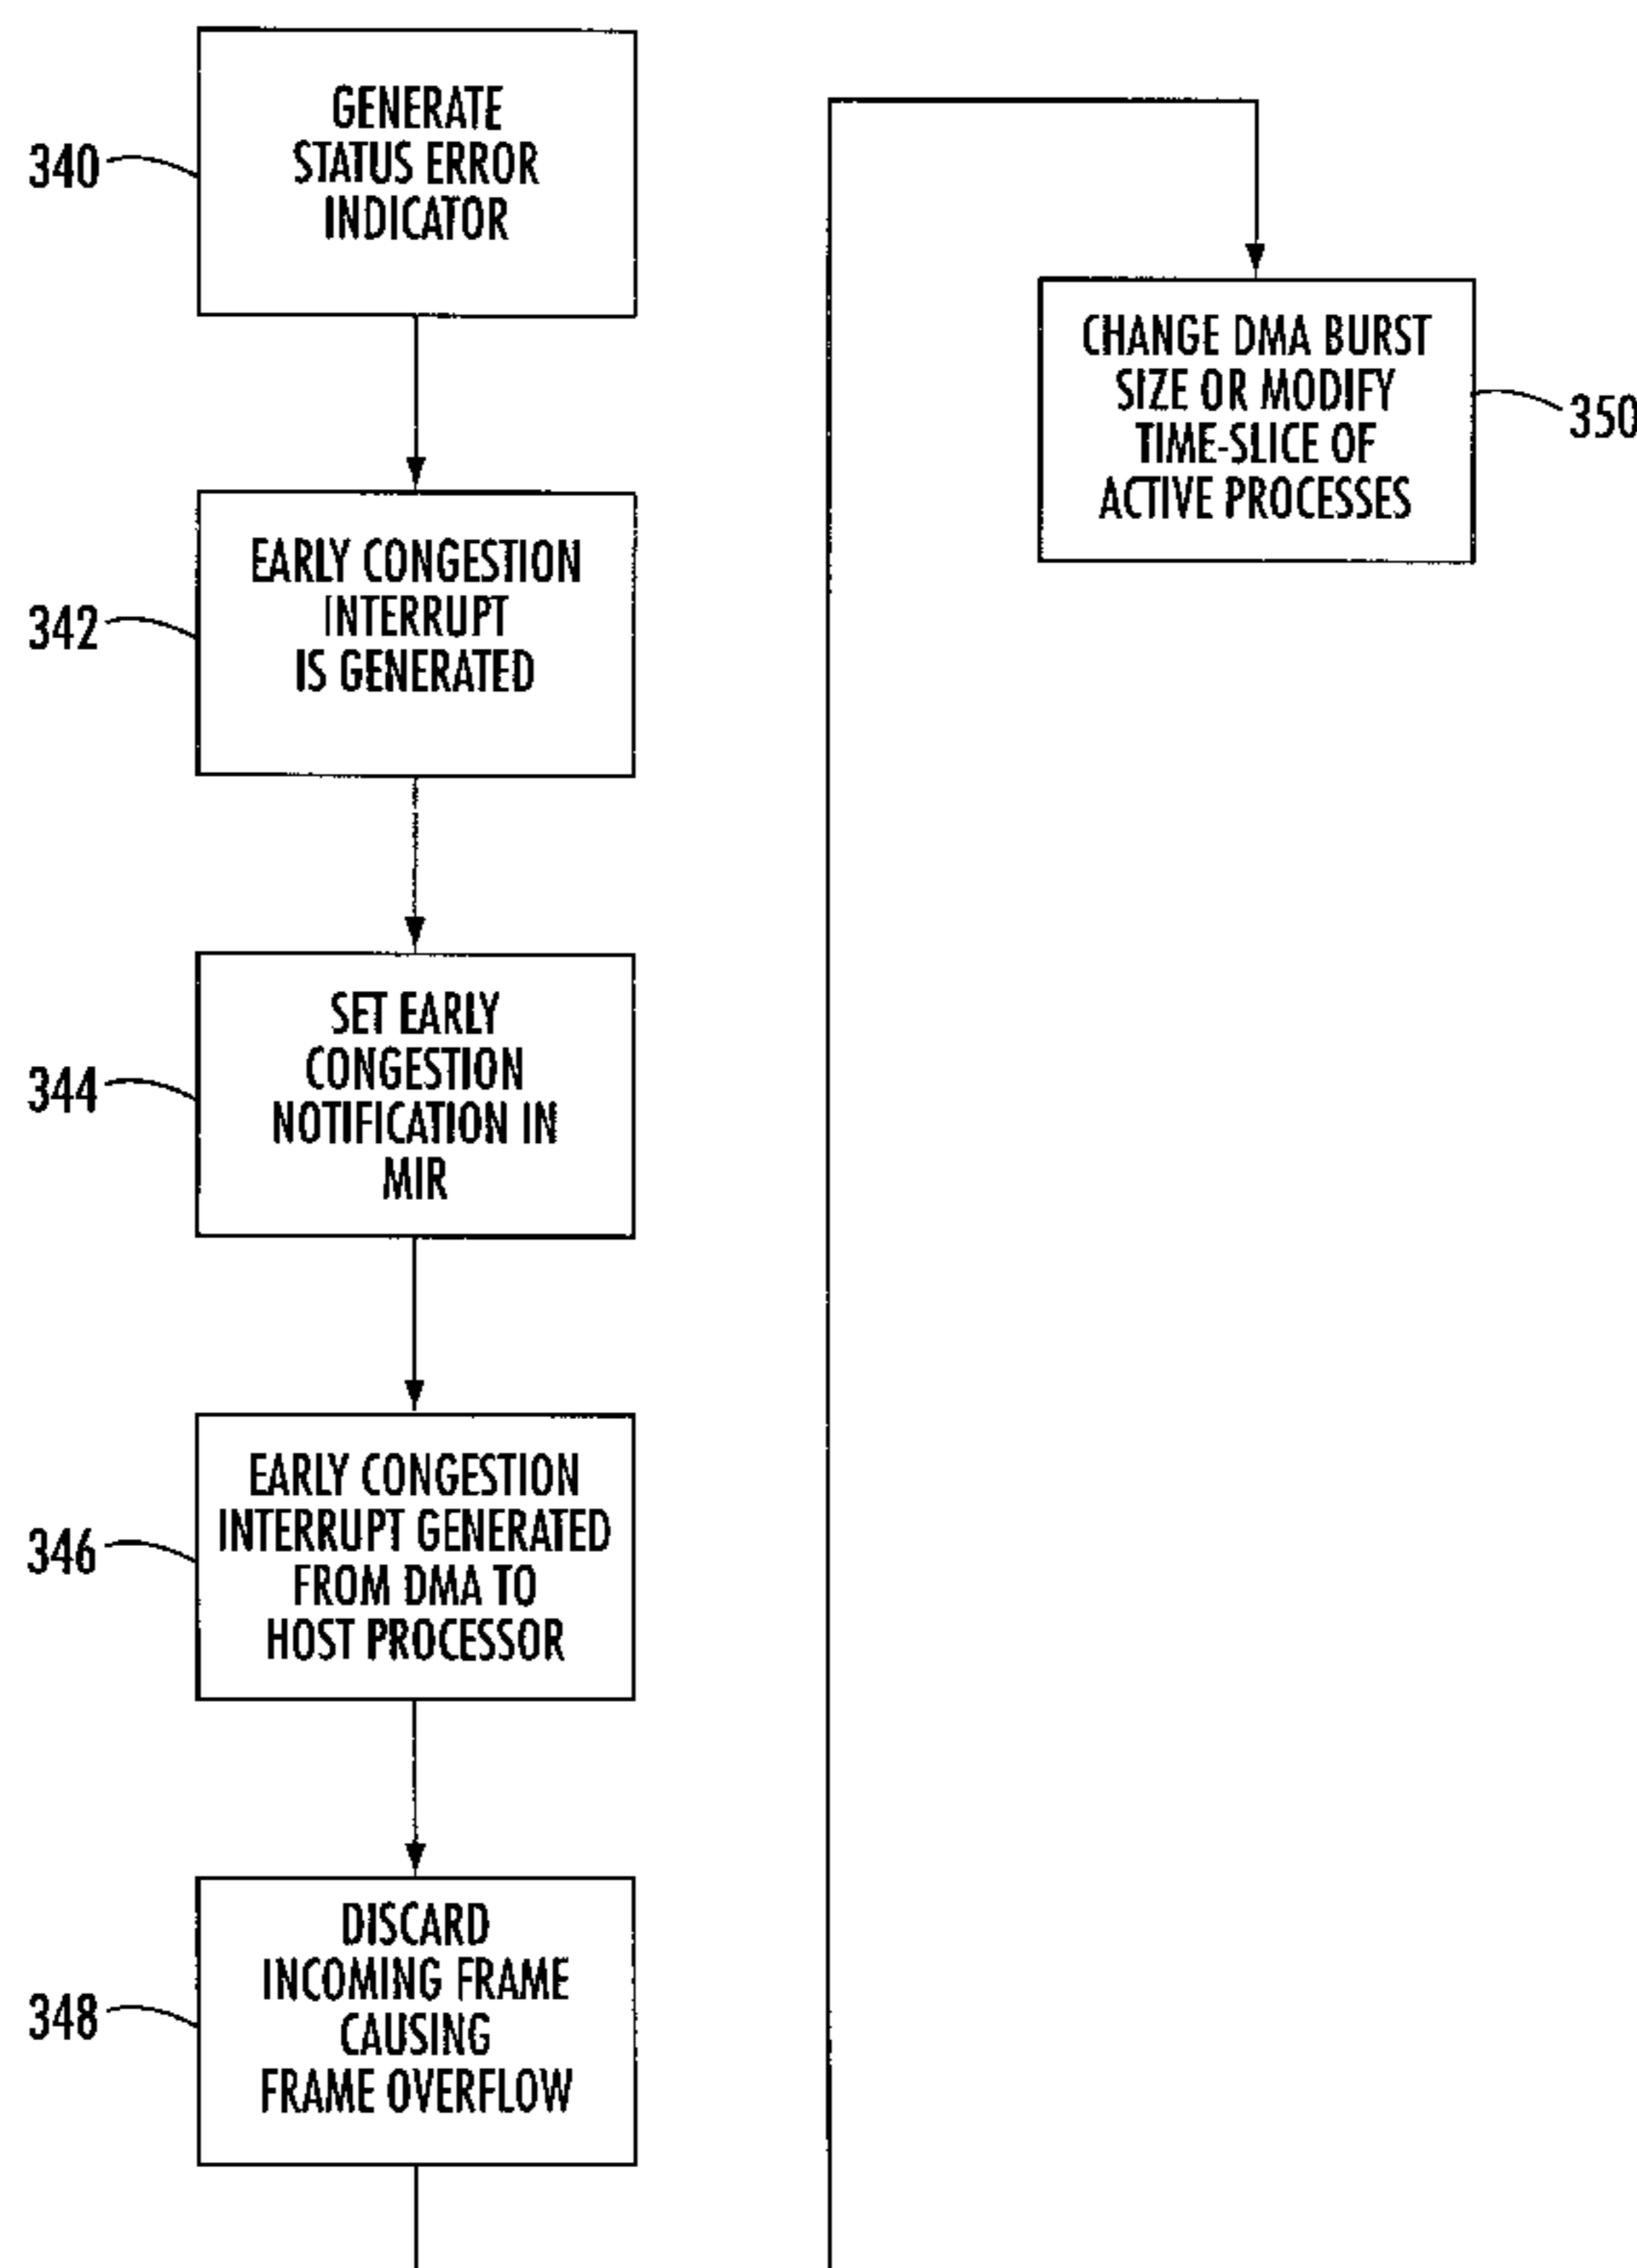 340
GENERATE
STATUS ERROR
INDICATOR
342
EARLY CONGESTION
INTERRUPT
IS GENERATED
344
SET EARLY
CONGESTION
NOTIFICATION IN
MIR
346
EARLY CONGESTION
INTERRUPT GENERATED
FROM DMA TO
HOST PROCESSOR
348
DISCARD
INCOMING FRAME
CAUSING
FRAME OVERFLOW
CHANGE DMA BURST
SIZE OR MODIFY
TIME-SLICE OF
ACTIVE PROCESSES
350